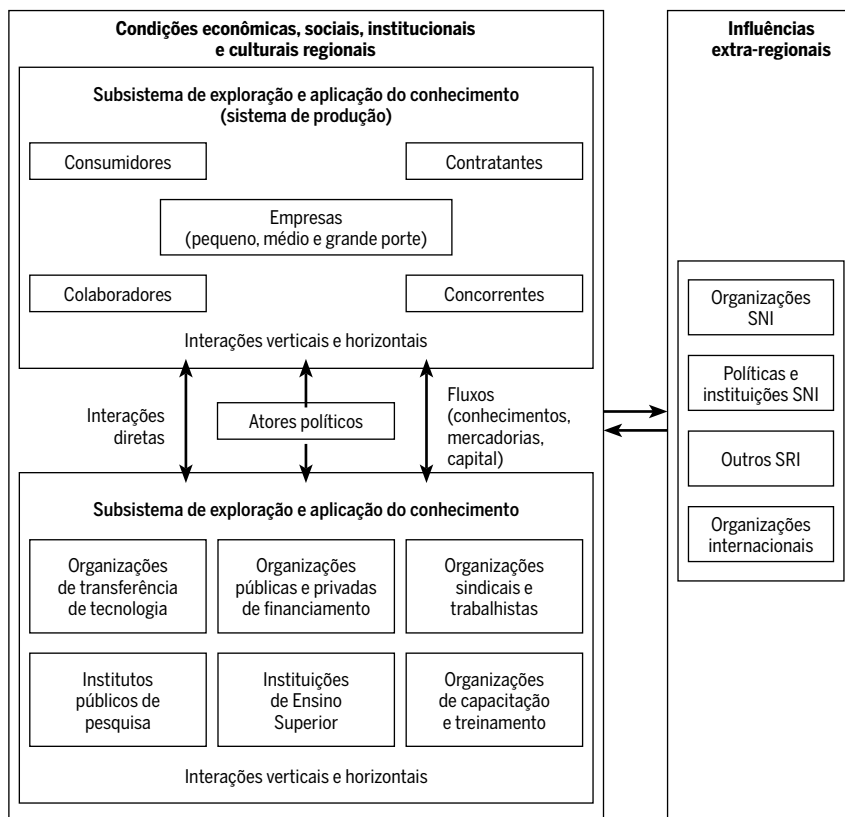 Condições econômicas, sociais, institucionais
e culturais regionais
Subsistema de exploração e aplicação do conhecimento
(sistema de produção)
Consumidores
Contratantes
Empresas
(pequeno, médio e grande porte)
Colaboradores
Concorrentes
Interações verticais e horizontais
Interações
diretas
Atores políticos
Fluxos
(conhecimentos,
mercadorias,
capital)
Subsistema de exploração e aplicação do conhecimento
Organizações
de transferência
de tecnologia
Organizações
públicas e privadas
de financiamento
Organizações
sindicais e
trabalhistas
Institutos
públicos de
pesquisa
Instituições
de Ensino
Superior
Organizações
de capacitação
e treinamento
Interações verticais e horizontais
Influências
extra-regionais
Organizações
SNI
Políticas e
instituições SNI
Outros SRI
Organizações
internacionais